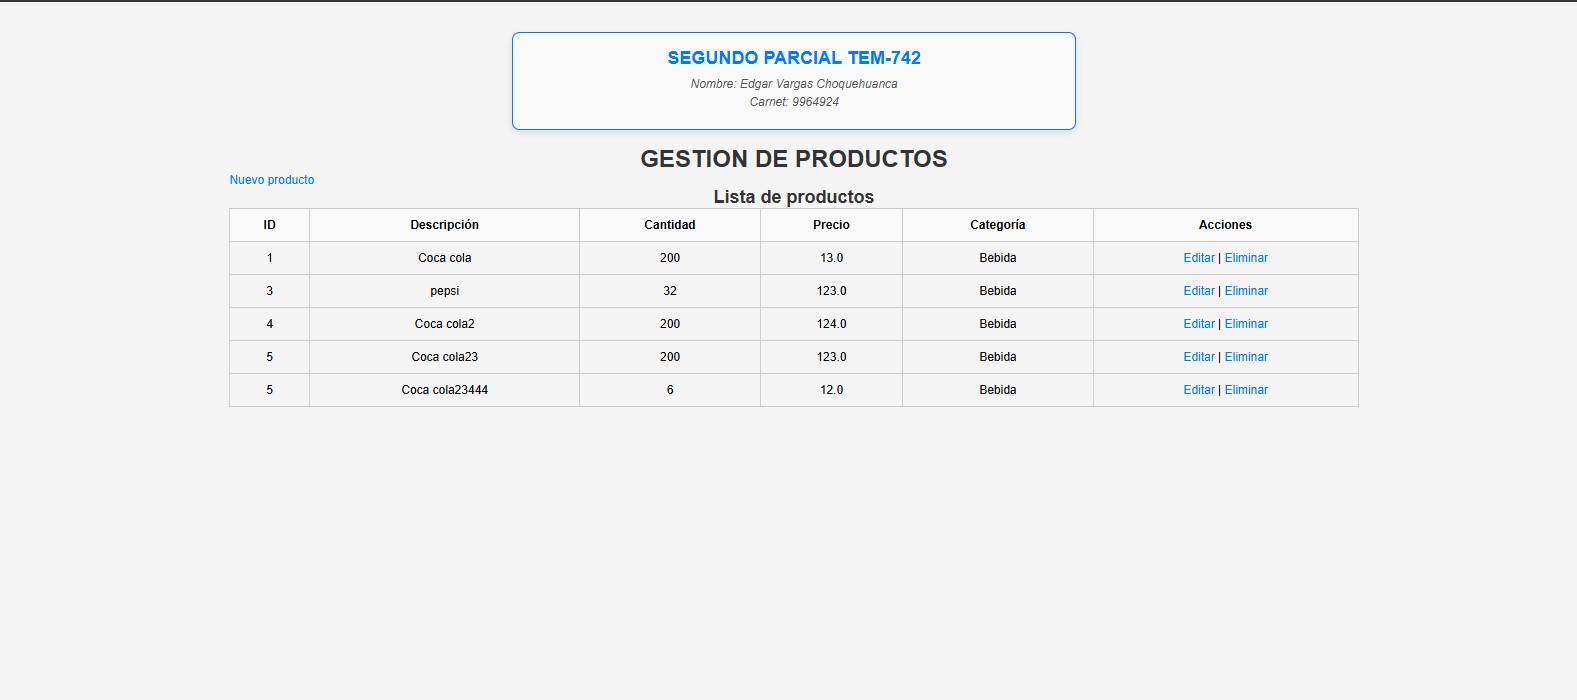 SEGUNDO PARCIAL TEM-742
Nombre: Edgar Vargas Choquehuanca
Carnet: 9964924
GESTION DE PRODUCTOS
Nuevo producto
Lista de productos
ID Descripción Cantidad Precio Categoría Acciones
1 Coca cola 200 13.0 Bebida Editar | Eliminar
3 pepsi 32 123.0 Bebida Editar | Eliminar
4 Coca cola2 200 124.0 Bebida Editar | Eliminar
5 Coca cola23 200 123.0 Bebida Editar | Eliminar
5 Coca cola23444 6 12.0 Bebida Editar | Eliminar